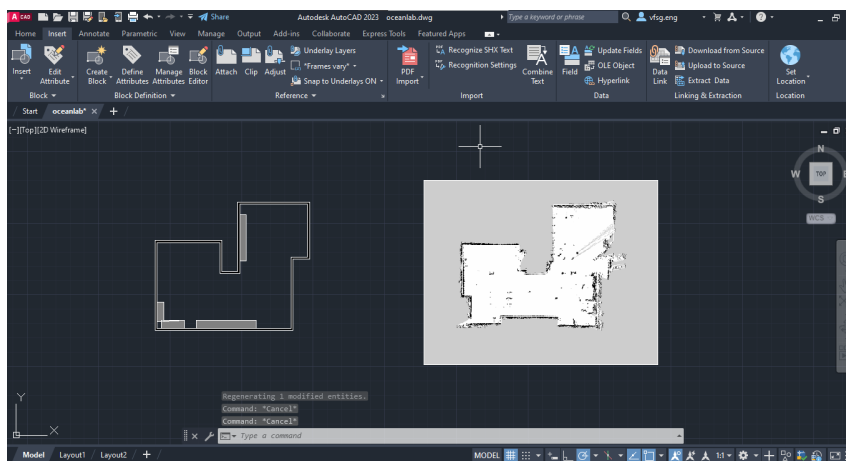 A CAD Share Autodesk AutoCAD 2023 oceanlab.dwg Type a keyword or phrase vfsg.eng
Home Insert Annotate Parametric View Manage Output Add-ins Collaborate Express Tools Featured Apps
Insert Edit Attribute Create Block Define Attributes Manage Attributes Block Editor Attach Clip Adjust Underlay Layers *Frames vary* Snap to Underlays ON PDF Import Recognize SHX Text Recognition Settings Combine Text Field Update Fields OLE Object Hyperlink Data Link Download from Source Upload to Source Extract Data Set Location
Block Block Definition Reference Import Data Linking & Extraction Location
Start oceanlab* × +
[−][Top][2D Wireframe]
N
W TOP E
S
WCS
Regenerating 1 modified entities.
Command: *Cancel*
Command: *Cancel*
Type a command
Y
X
Model Layout1 Layout2 + MODEL 1:1